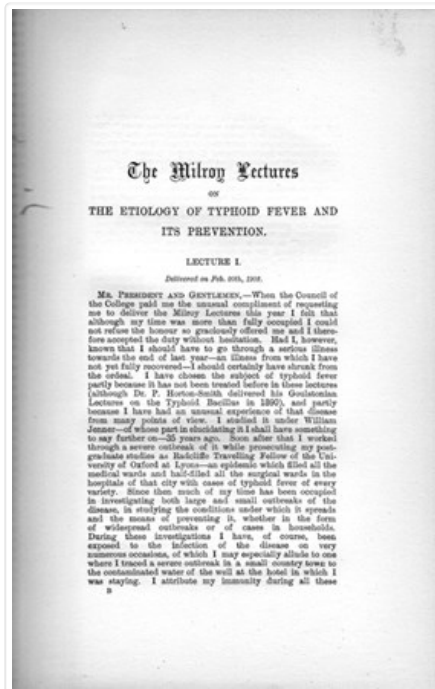 The Milroy Lectures
ON
THE ETIOLOGY OF TYPHOID FEVER AND
ITS PREVENTION.
LECTURE I.
Delivered on Feb. 20th, 1902.
MR. PRESIDENT AND GENTLEMEN,—When the Council of
the College paid me the unusual compliment of requesting
me to deliver the Milroy Lectures this year I felt that
although my time was more than fully occupied I could
not refuse the honour so graciously offered me and I there-
fore accepted the duty without hesitation. Had I, however,
known that I should have to go through a serious illness
towards the end of last year—an illness from which I have
not yet fully recovered—I should certainly have shrunk from
the ordeal. I have chosen the subject of typhoid fever
partly because it has not been treated before in these lectures
(although Dr. P. Horton-Smith delivered his Goulstonian
Lectures on the Typhoid Bacillus in 1890), and partly
because I have had an unusual experience of that disease
from many points of view. I studied it under William
Jenner—of whose part in elucidating it I shall have something
to say further on—35 years ago. Soon after that I worked
through a severe outbreak of it while prosecuting my post-
graduate studies as Radcliffe Travelling Fellow of the Uni-
versity of Oxford at Lyons—an epidemic which filled all the
medical wards and half-filled all the surgical wards in the
hospitals of that city with cases of typhoid fever of every
variety. Since then much of my time has been occupied
in investigating both large and small outbreaks of the
disease, in studying the conditions under which it spreads
and the means of preventing it, whether in the form
of widespread outbreaks or of cases in households.
During these investigations I have, of course, been
exposed to the infection of the disease on very
numerous occasions, of which I may especially allude to one
where I traced a severe outbreak in a small country town to
the contaminated water of the well at the hotel in which I
was staying. I attribute my immunity during all these
B